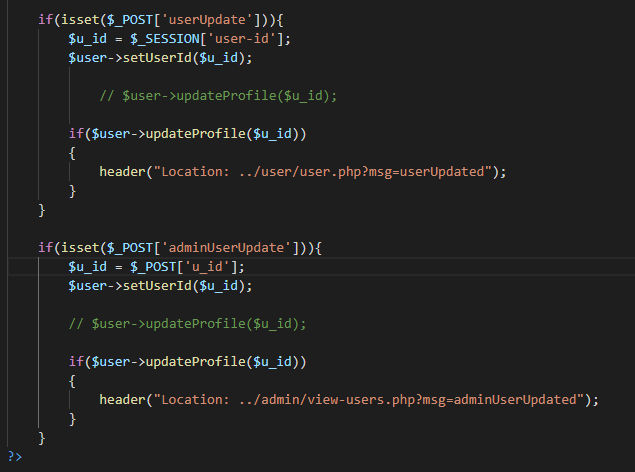 if(isset($_POST['userUpdate'])){
$u_id = $_SESSION['user-id'];
$user->setUserId($u_id);
// $user->updateProfile($u_id);
if($user->updateProfile($u_id))
{
header("Location: ../user/user.php?msg=userUpdated");
}
}
if(isset($_POST['adminUserUpdate'])){
$u_id = $_POST['u_id'];
$user->setUserId($u_id);
// $user->updateProfile($u_id);
if($user->updateProfile($u_id))
{
header("Location: ../admin/view-users.php?msg=adminUserUpdated");
}
}
?>